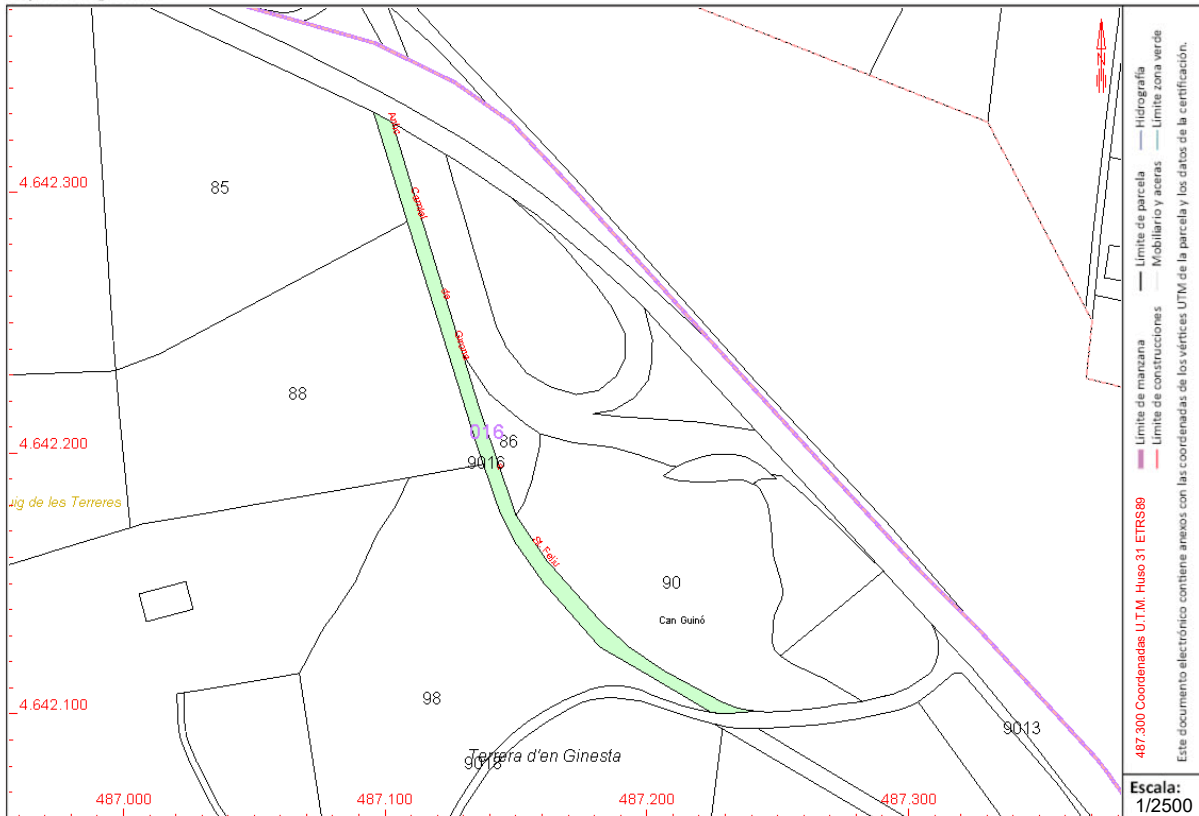 4.642.300
85
Antic
Camiral
de
Girona
88
4.642.200
016
86
9016
a
ig de les Terreres
St. Feliu
90
Can Guinó
98
4.642.100
9013
Terrera d'en Ginesta
487.000
487.100
487.200
487.300
487.300 Coordenadas U.T.M. Huso 31 ETRS89
Límite de manzana
Límite de parcela
Hidrografía
Límite de construcciones
Mobiliario y aceras
Límite zona verde
Este documento electrónico contiene anexos con las coordenadas de los vértices UTM de la parcela y los datos de la certificación.
Escala:
1/2500